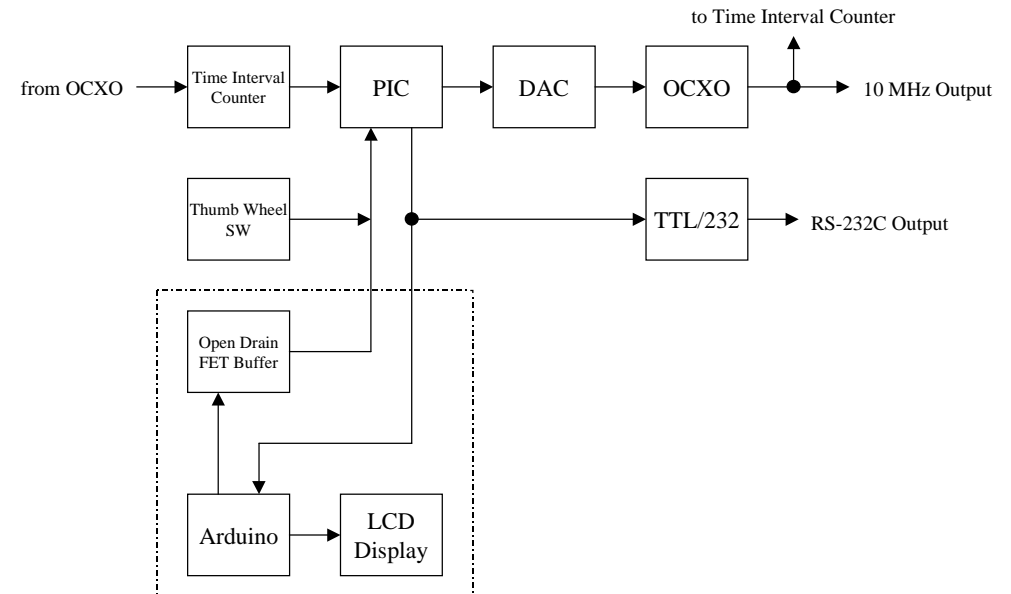 to Time Interval Counter
from OCXO
Time Interval
Counter
PIC
DAC
OCXO
10 MHz Output
Thumb Wheel
SW
TTL/232
RS-232C Output
Open Drain
FET Buffer
Arduino
LCD
Display